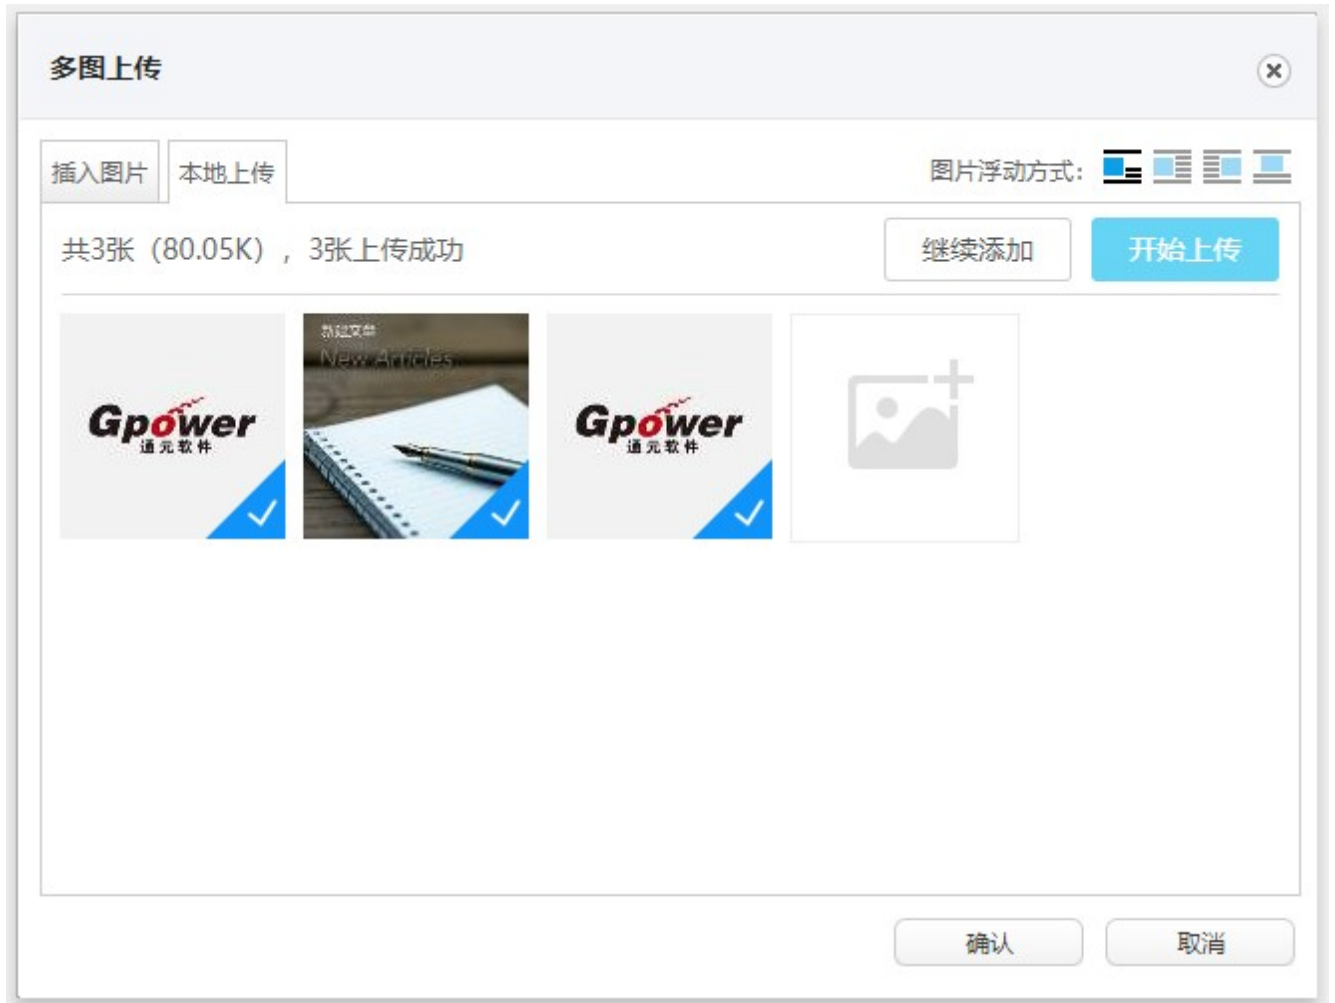 多图上传
插入图片 本地上传 图片浮动方式:
共3张（80.05K）, 3张上传成功 继续添加 开始上传
Gpower
通元软件
新建文章
New Articles
Gpower
通元软件
确认 取消